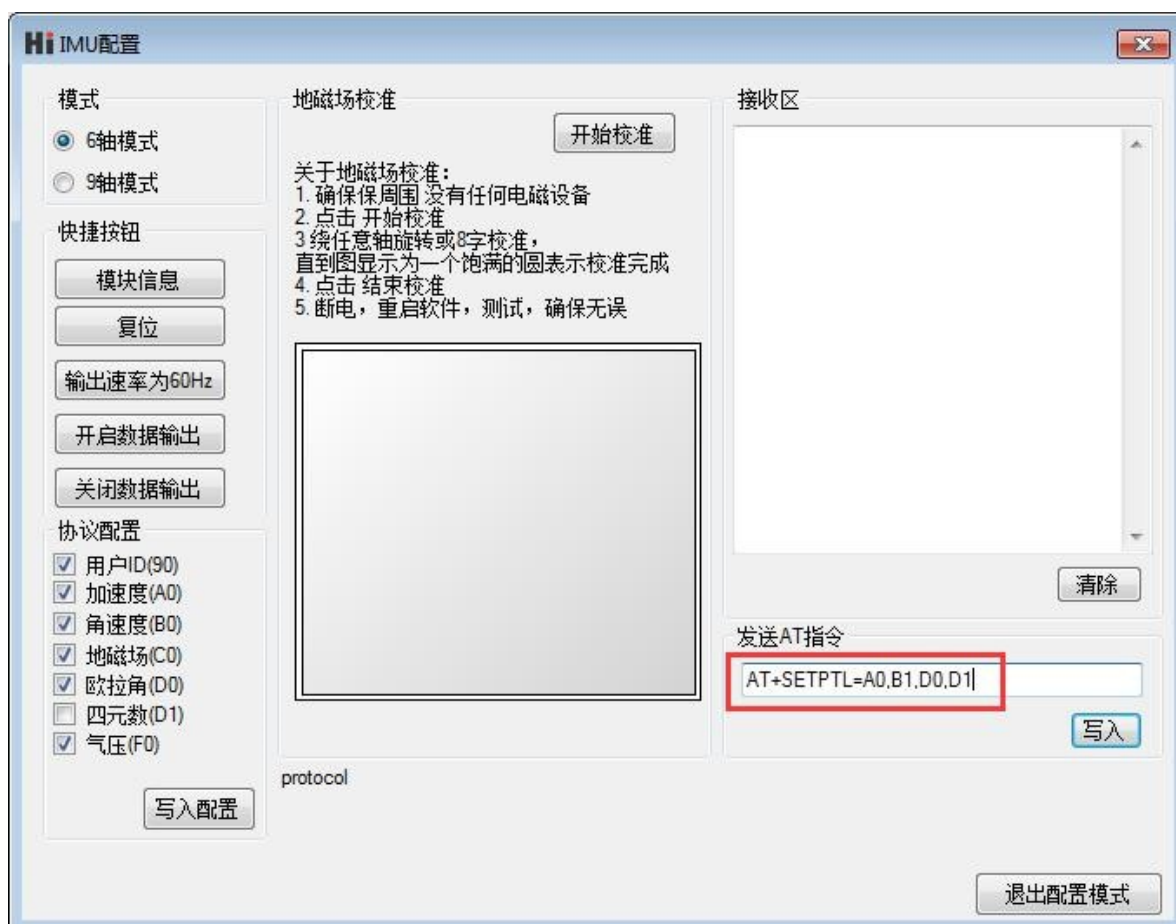 Hi IMU配置
模式
6轴模式
9轴模式
快捷按钮
模块信息
复位
输出速率为60Hz
开启数据输出
关闭数据输出
协议配置
用户ID(90)
加速度(A0)
角速度(B0)
地磁场(C0)
欧拉角(D0)
四元数(D1)
气压(F0)
写入配置
地磁场校准
开始校准
关于地磁场校准:
1. 确保保周围 没有任何电磁设备
2. 点击 开始校准
3 绕任意轴旋转或8字校准，
直到图显示为一个饱满的圆表示校准完成
4. 点击 结束校准
5. 断电，重启软件，测试，确保无误
protocol
接收区
清除
发送AT指令
AT+SETPTL=A0,B1,D0,D1
写入
退出配置模式